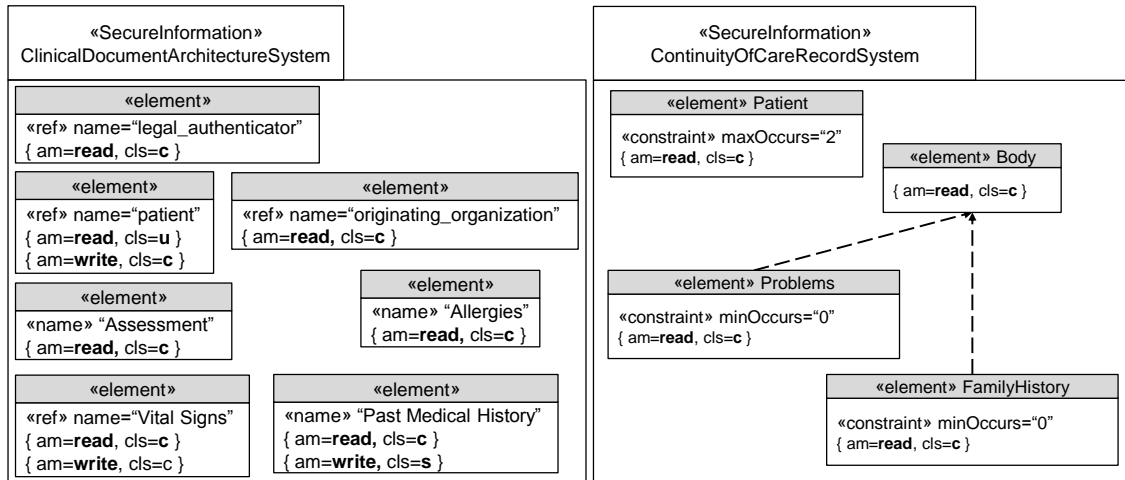 «SecureInformation»
ClinicalDocumentArchitectureSystem
«element»
«ref» name=“legal_authenticator”
{ am=read, cls=c }
«element»
«ref» name=“patient”
{ am=read, cls=u }
{ am=write, cls=c }
«element»
«ref» name=“originating_organization”
{ am=read, cls=c }
«element»
«name» “Assessment”
{ am=read, cls=c }
«element»
«name» “Allergies”
{ am=read, cls=c }
«element»
«ref» name=“Vital Signs”
{ am=read, cls=c }
{ am=write, cls=c }
«element»
«name» “Past Medical History”
{ am=read, cls=c }
{ am=write, cls=s }
«SecureInformation»
ContinuityOfCareRecordSystem
«element» Patient
«constraint» maxOccurs=“2”
{ am=read, cls=c }
«element» Body
{ am=read, cls=c }
«element» Problems
«constraint» minOccurs=“0”
{ am=read, cls=c }
«element» FamilyHistory
«constraint» minOccurs=“0”
{ am=read, cls=c }